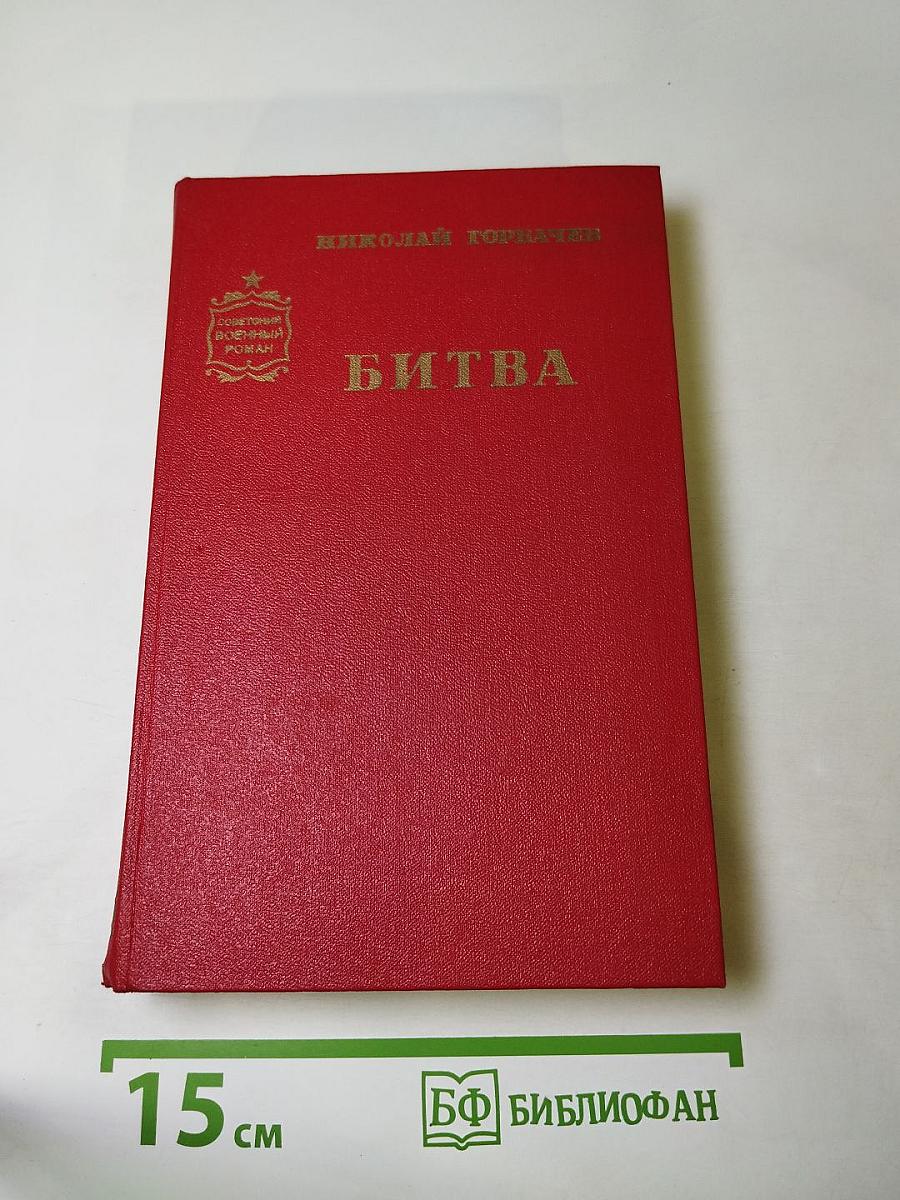 НИКОЛАЙ ГОРБАЧЕВ
СОВЕТСКИЙ
ВОЕННЫЙ
РОМАН
БИТВА
15 см
БФ БИБЛИОФАН